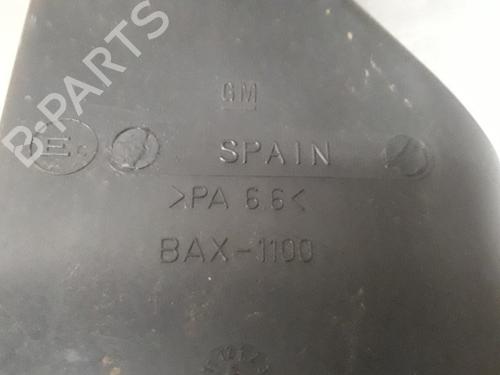 B-PARTS
GM
E
SPAIN
>PA 6.6<
BAX-1100